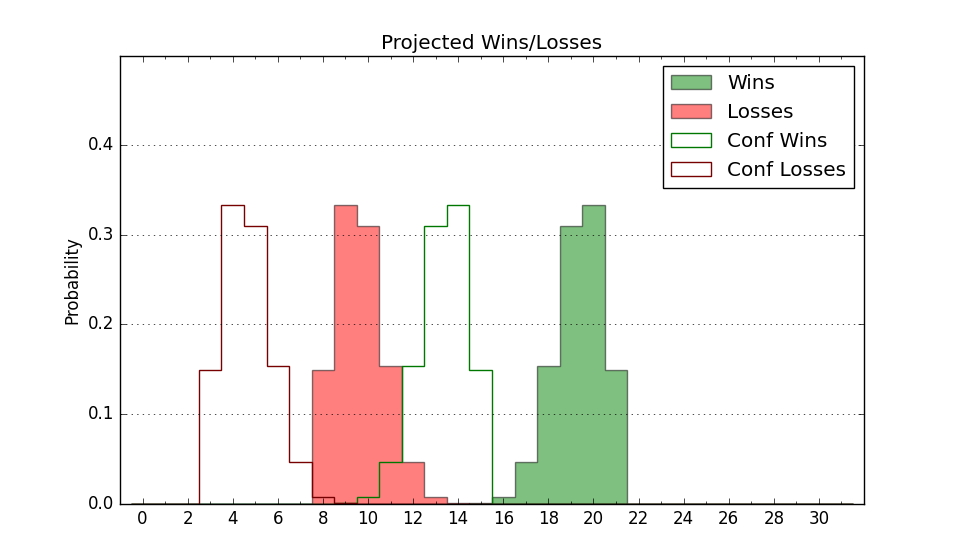 Projected Wins/Losses
Wins
Losses
Conf Wins
Conf Losses
Probability
0.4
0.3
0.2
0.1
0.0
0 2 4 6 8 10 12 14 16 18 20 22 24 26 28 30